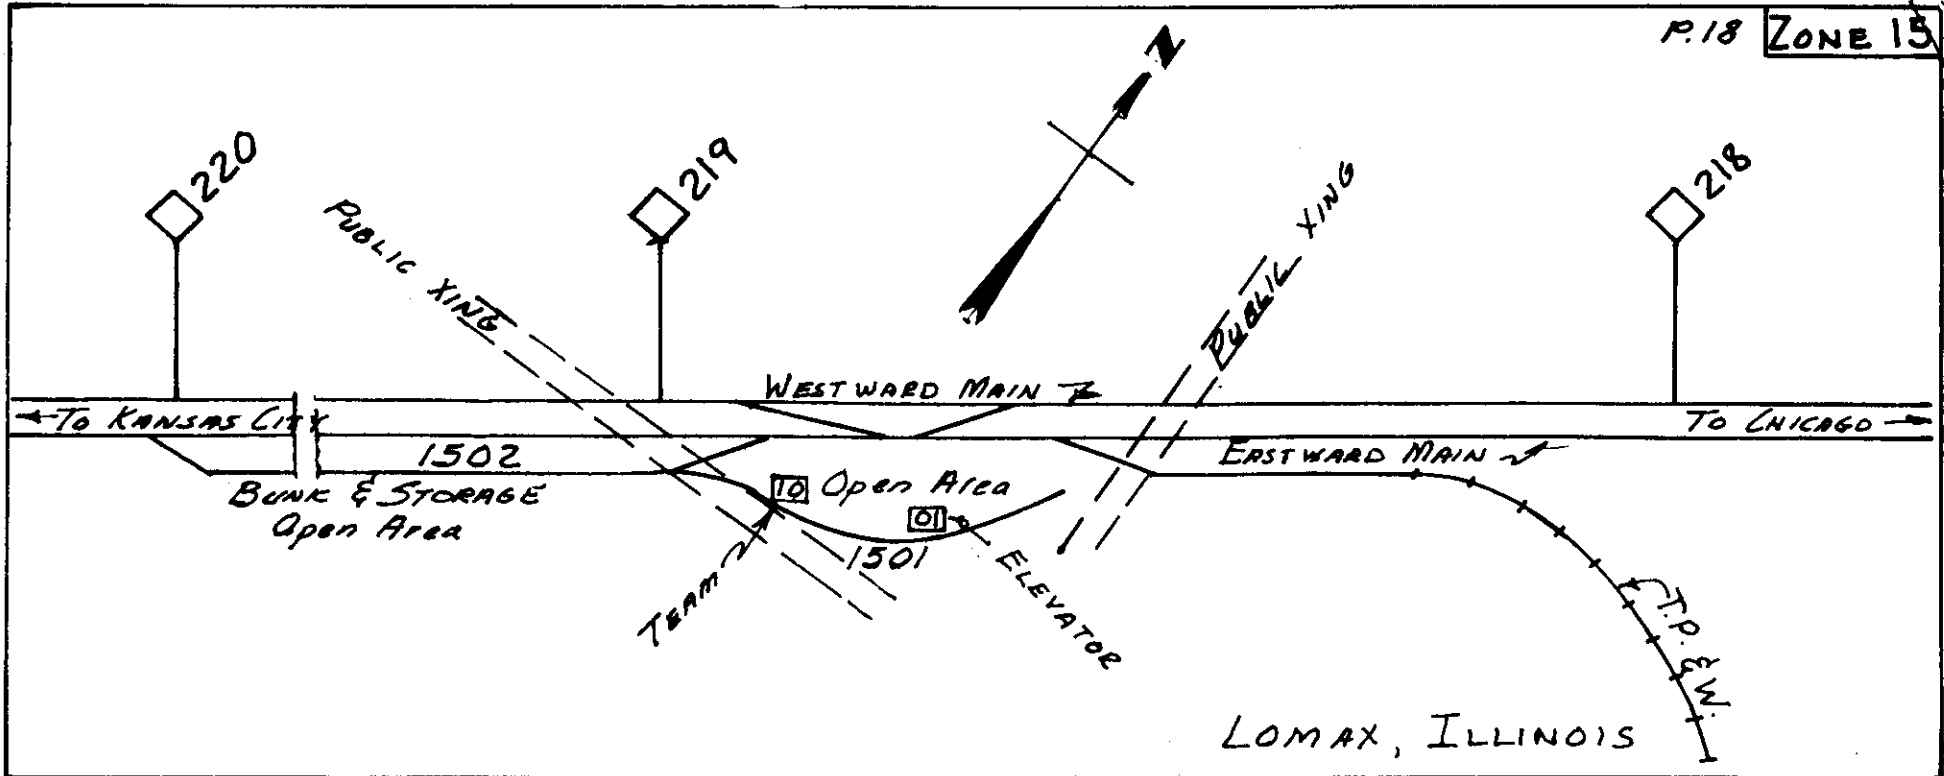 P.18 ZONE 15
N
220
219
218
PUBLIC XING
PUBLIC XING
WESTWARD MAIN
TO KANSAS CITY
TO CHICAGO
1502
EASTWARD MAIN
BUNK & STORAGE
Open Area
10 Open Area
01
1501
TEAM
ELEVATOR
T.P. & W.
LOMAX, ILLINOIS